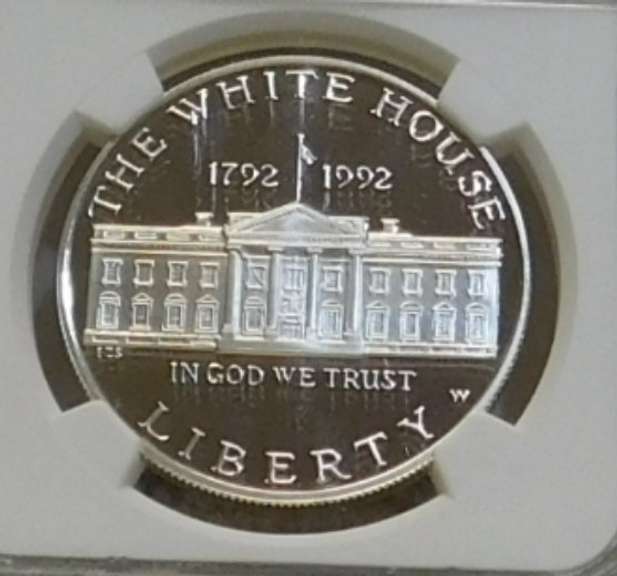 THE WHITE HOUSE
1792 1992
IN GOD WE TRUST
W
LIBERTY